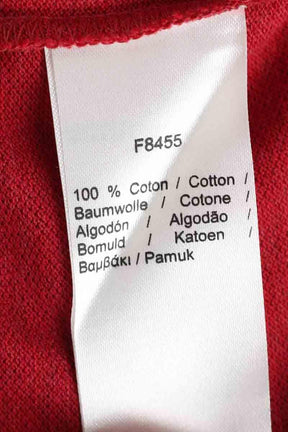 F8455
100 % Coton / Cotton /
Baumwolle / Cotone /
Algodón / Algodão /
Bomuld / Katoen /
Βαμβάκι / Pamuk